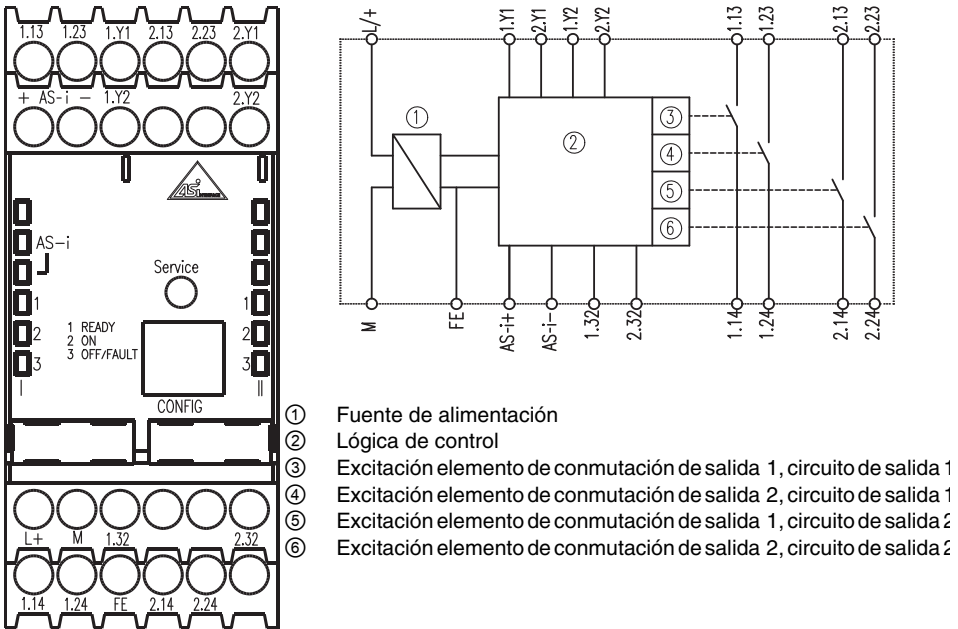 1.13 1.23 1.Y1 2.13 2.23 2.Y1
+ AS-i − 1.Y2 2.Y2
ASi
INTERFACE
AS−i
Service
1 1
2 2
3 3
1 READY
2 ON
3 OFF/FAULT
I II
CONFIG
L+ M 1.32 2.32
1.14 1.24 FE 2.14 2.24
L/+ 1.Y1 2.Y1 1.Y2 2.Y2 1.13 1.23 2.13 2.23
①
②
③
④
⑤
⑥
M FE AS-i+ AS-i− 1.32 2.32 1.14 1.24 2.14 2.24
① Fuente de alimentación
② Lógica de control
③ Excitación elemento de conmutación de salida 1, circuito de salida 1
④ Excitación elemento de conmutación de salida 2, circuito de salida 1
⑤ Excitación elemento de conmutación de salida 1, circuito de salida 2
⑥ Excitación elemento de conmutación de salida 2, circuito de salida 2